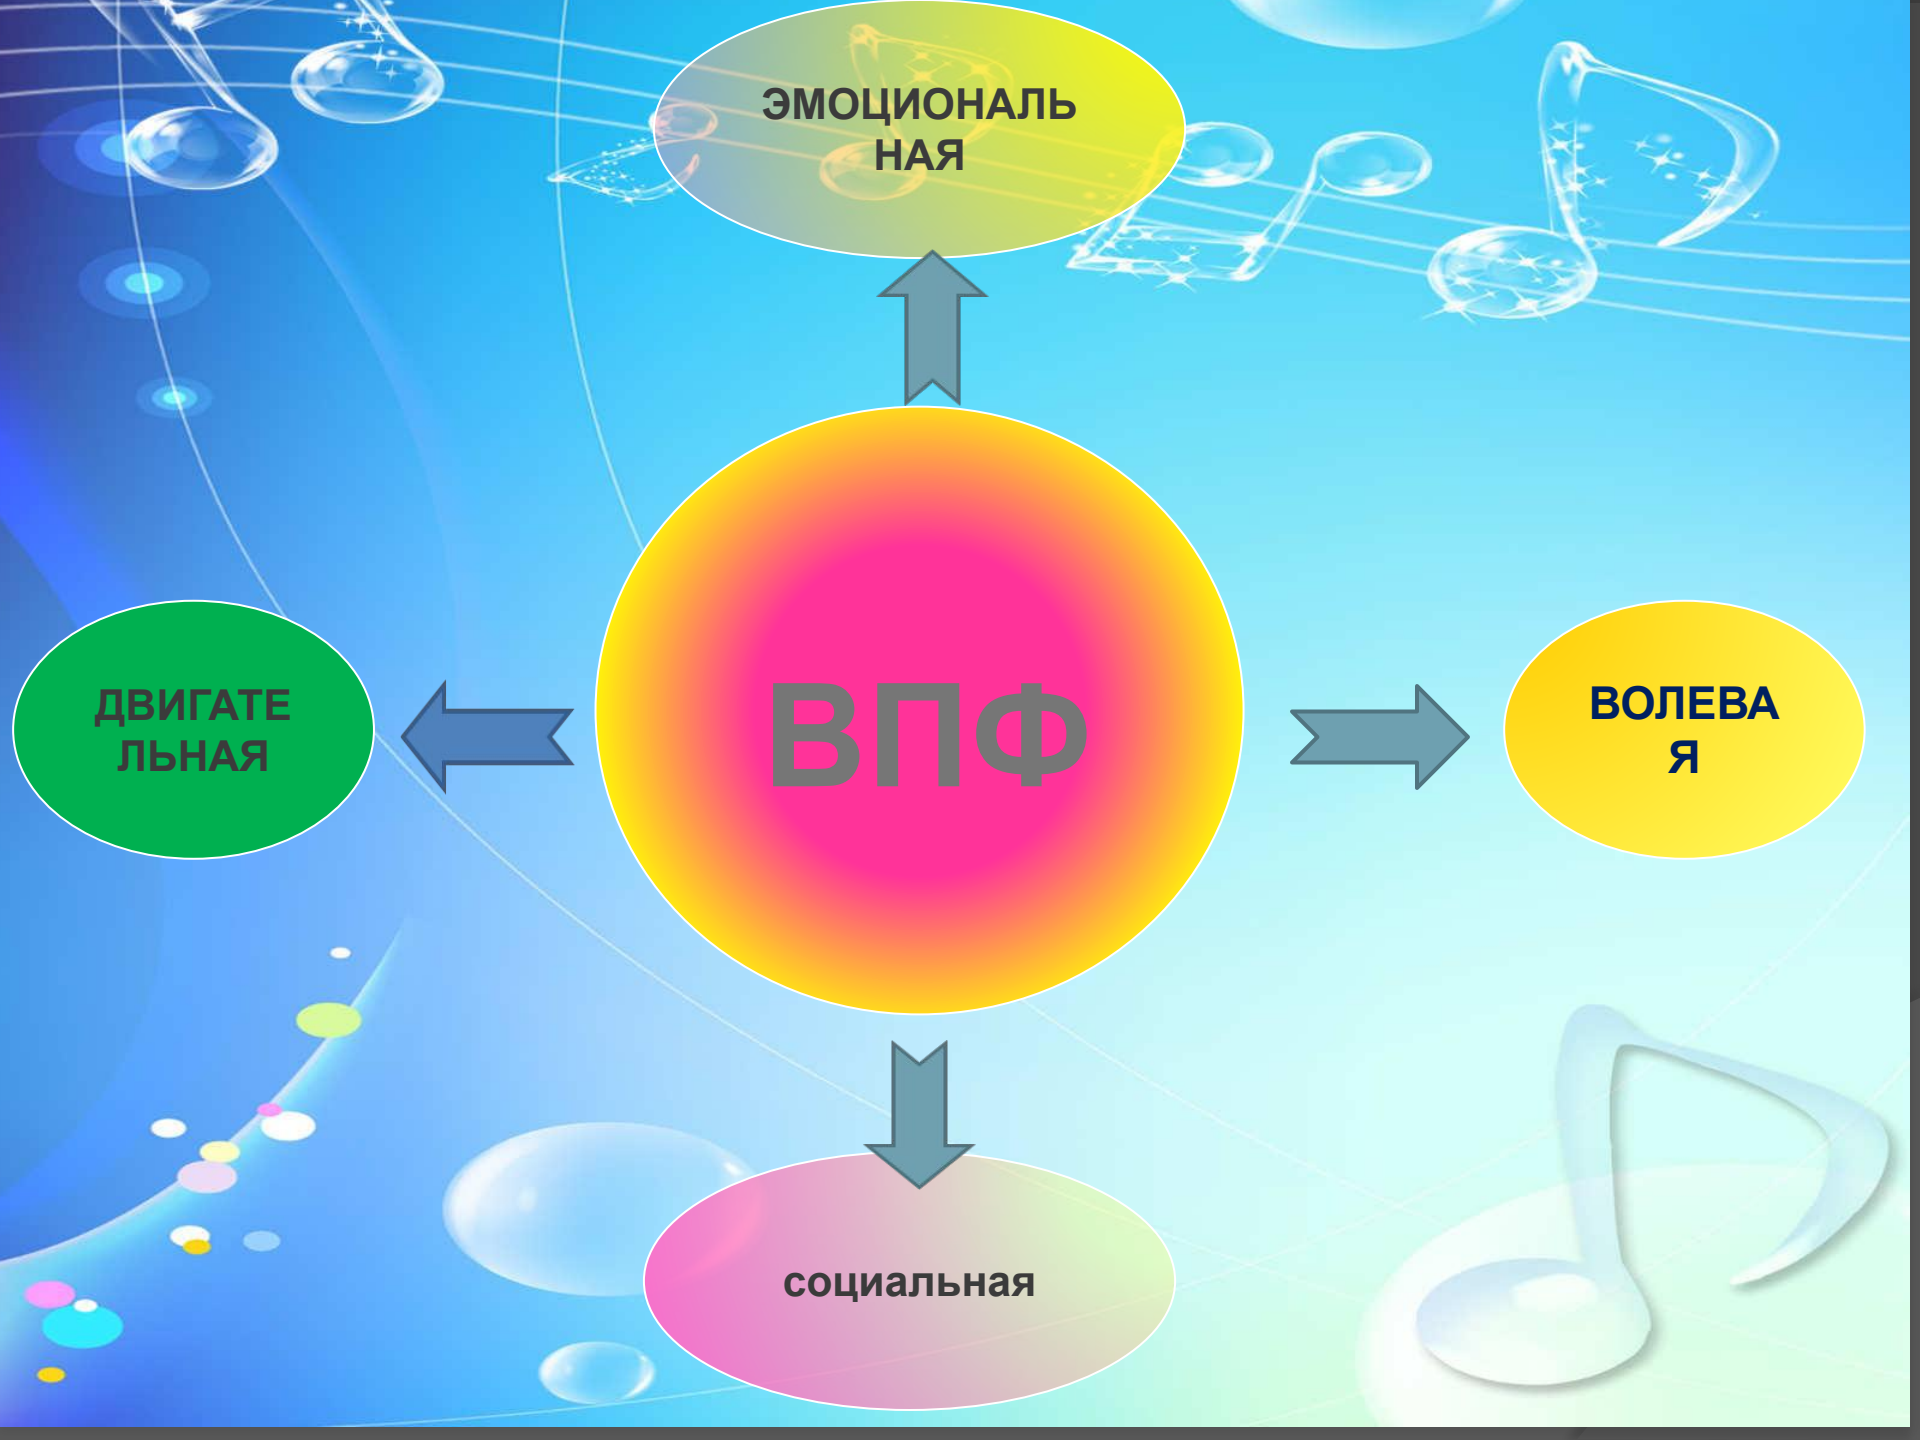 ЭМОЦИОНАЛЬ
НАЯ
ДВИГАТЕ
ЛЬНАЯ
ВПФ
ВОЛЕВА
Я
социальная